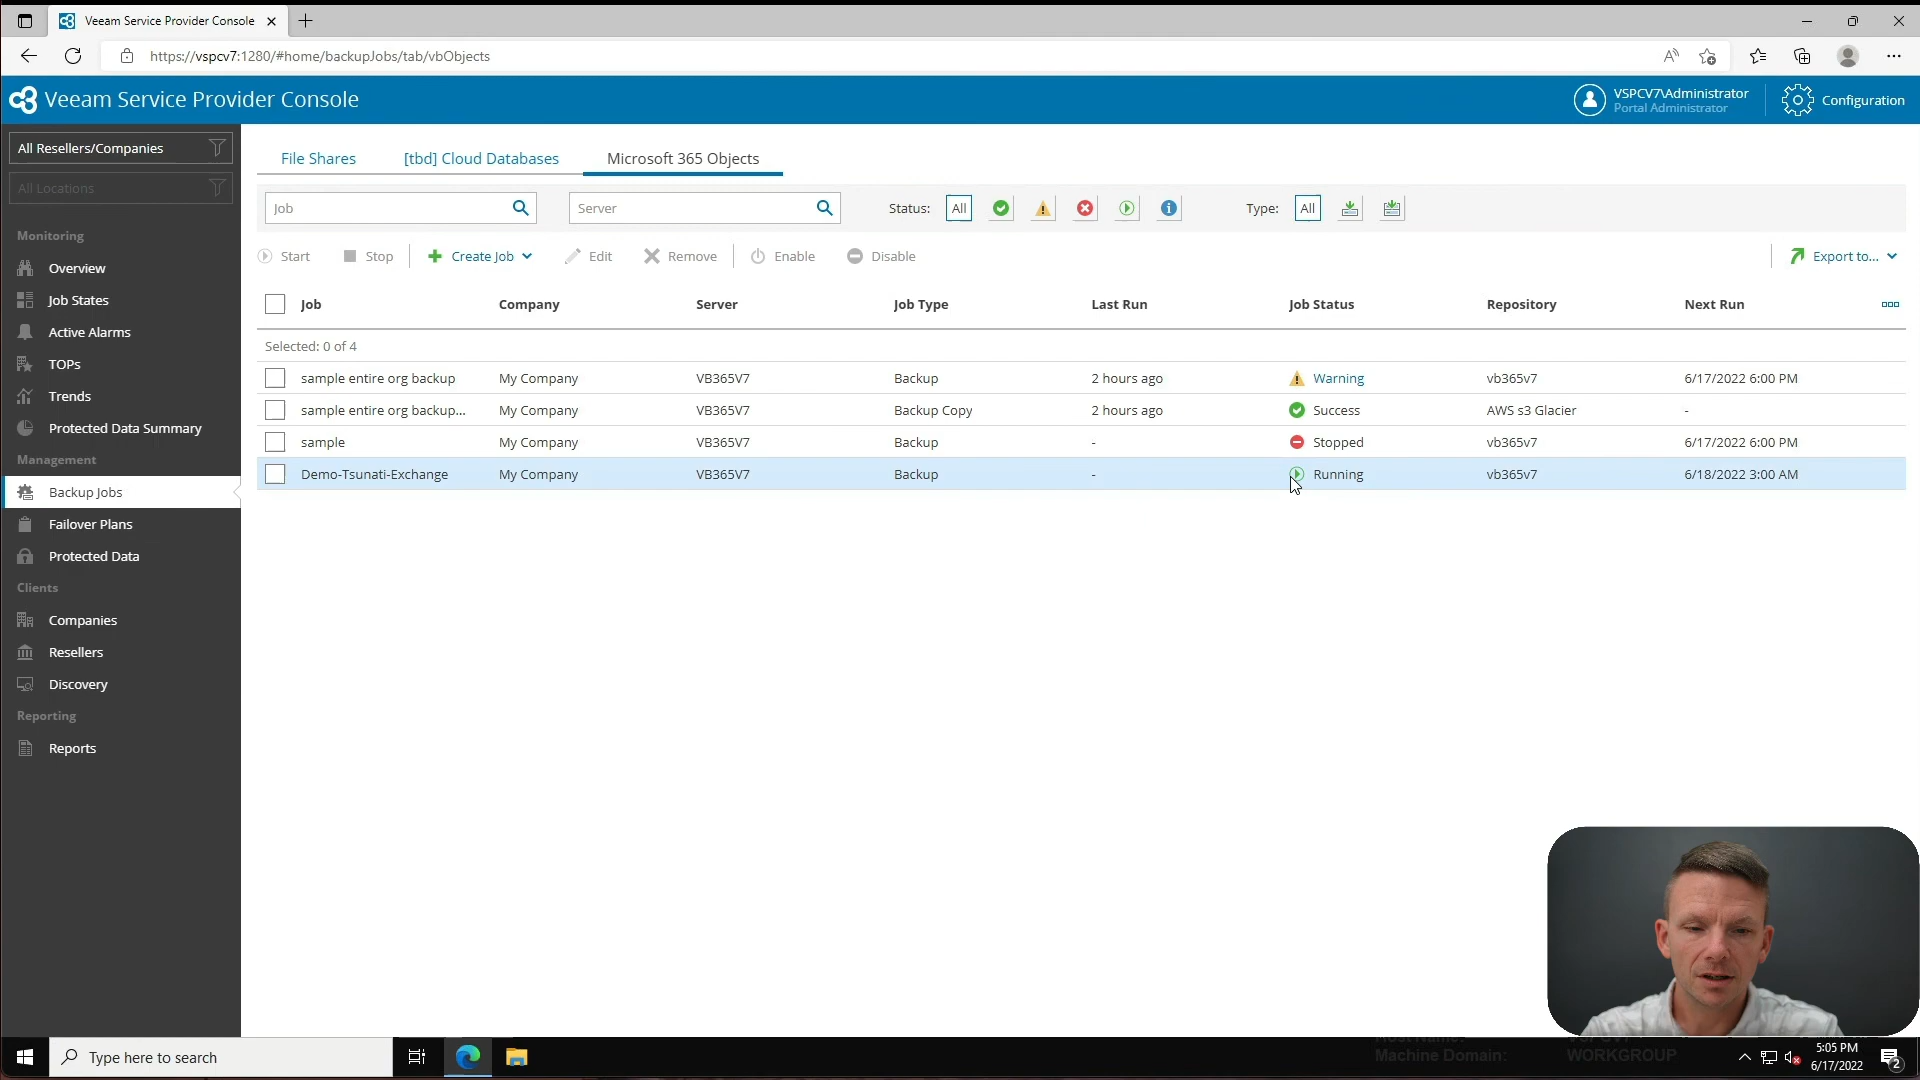 Veeam Service Provider Console
https://vspcv7:1280/#home/backupJobs/tab/vbObjects
Veeam Service Provider Console
VSPCV7\Administrator
Portal Administrator
Configuration
All Resellers/Companies
All Locations
Monitoring
Overview
Job States
Active Alarms
TOPs
Trends
Protected Data Summary
Management
Backup Jobs
Failover Plans
Protected Data
Clients
Companies
Resellers
Discovery
Reporting
Reports
File Shares [tbd] Cloud Databases Microsoft 365 Objects
Job Server Status: All Type: All
Start Stop Create Job Edit Remove Enable Disable Export to...
Job Company Server Job Type Last Run Job Status Repository Next Run
Selected: 0 of 4
sample entire org backup My Company VB365V7 Backup 2 hours ago Warning vb365v7 6/17/2022 6:00 PM
sample entire org backup... My Company VB365V7 Backup Copy 2 hours ago Success AWS s3 Glacier -
sample My Company VB365V7 Backup - Stopped vb365v7 6/17/2022 6:00 PM
Demo-Tsunati-Exchange My Company VB365V7 Backup - Running vb365v7 6/18/2022 3:00 AM
Type here to search
Machine Domain: WORKGROUP
5:05 PM
6/17/2022
2